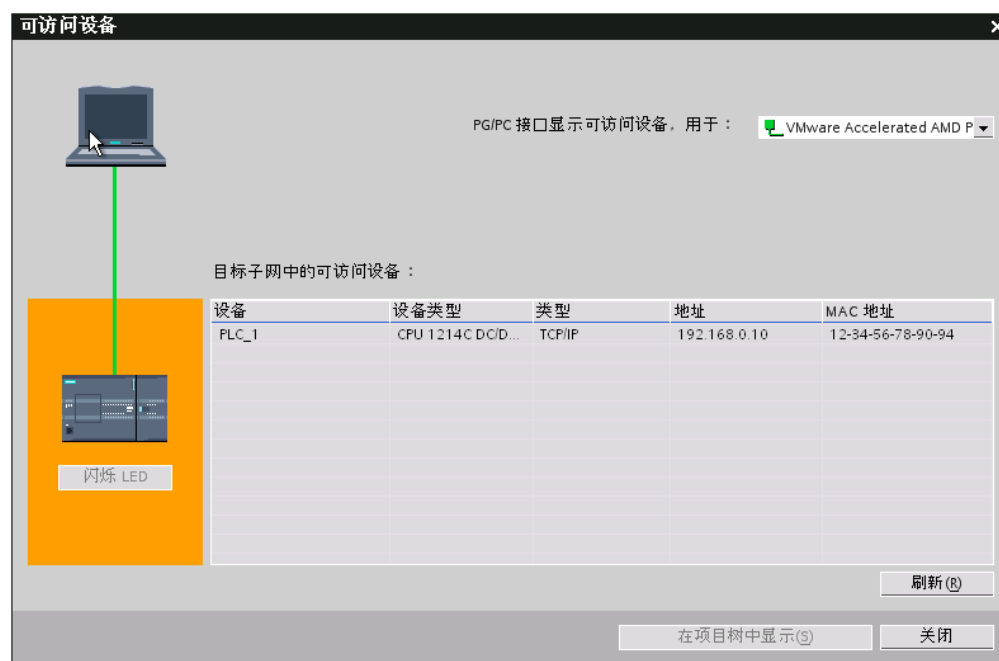 可访问设备
PG/PC 接口显示可访问设备，用于： VMware Accelerated AMD P
目标子网中的可访问设备：
设备 设备类型 类型 地址 MAC 地址
PLC_1 CPU 1214C DC/D... TCP/IP 192.168.0.10 12-34-56-78-90-94
闪烁 LED
刷新(R)
在项目树中显示(S) 关闭